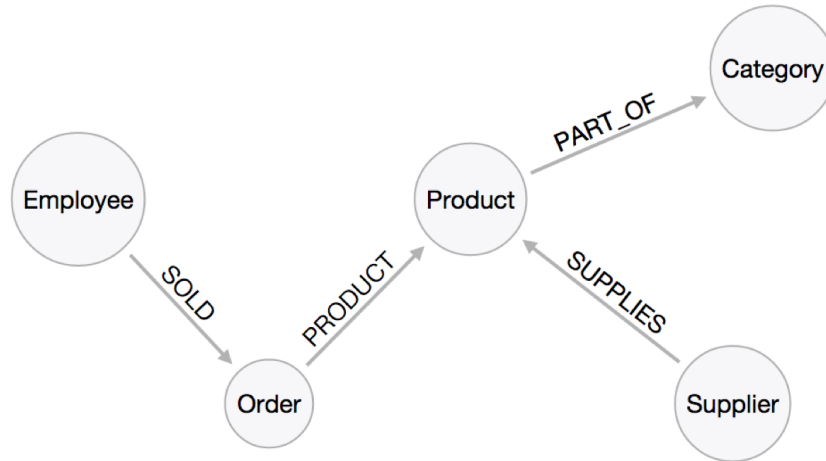 Category
PART_OF
Employee
Product
SOLD
PRODUCT
SUPPLIES
Order
Supplier